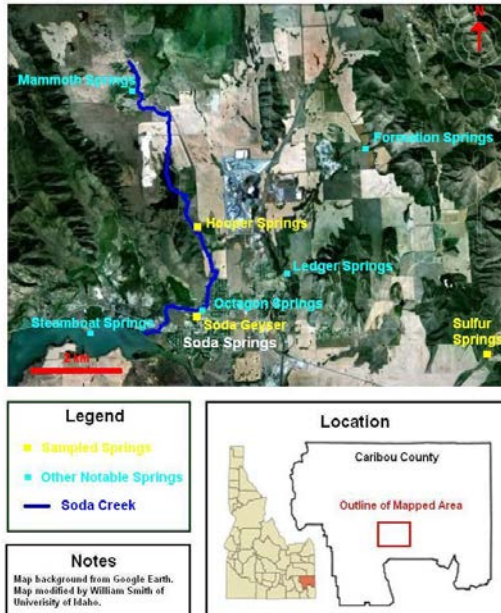 N
Mammoth Springs
Formation Springs
Hooper Springs
Ledger Springs
Octagon Springs
Steamboat Springs
Soda Geyser
Soda Springs
Sulfur
Springs
2 km
Legend
Sampled Springs
Other Notable Springs
Soda Creek
Notes
Map background from Google Earth.
Map modified by William Smith of
Univerisity of Idaho.
Location
Caribou County
Outline of Mapped Area